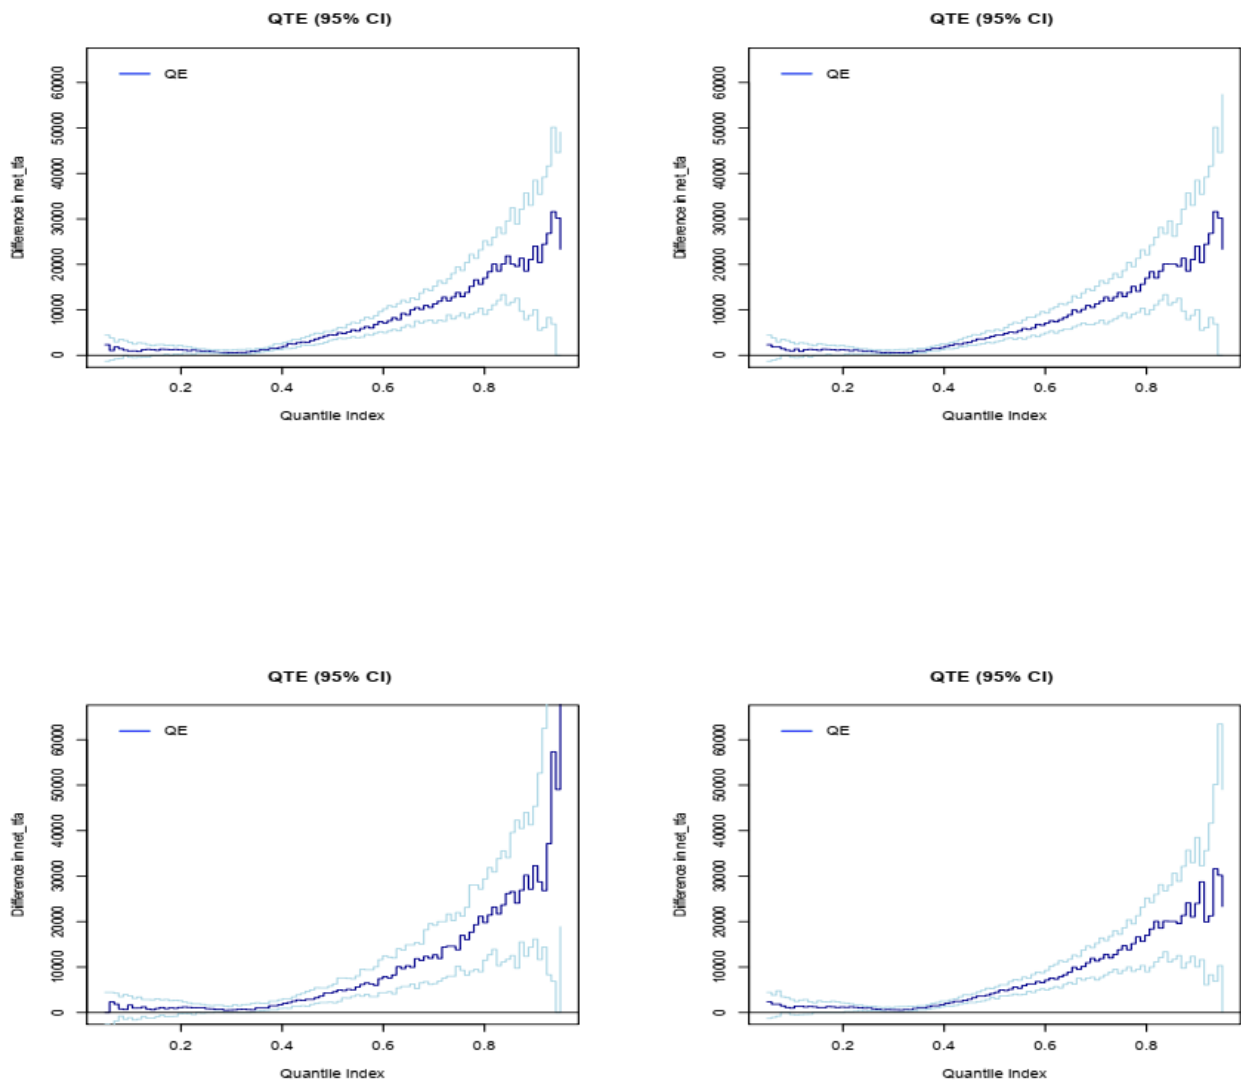 QTE (95% CI)
QE
60000
50000
40000
30000
20000
10000
0
Difference in net_tfa
0.2 0.4 0.6 0.8
Quantile Index
QTE (95% CI)
QE
60000
50000
40000
30000
20000
10000
0
Difference in net_tfa
0.2 0.4 0.6 0.8
Quantile Index
QTE (95% CI)
QE
60000
50000
40000
30000
20000
10000
0
Difference in net_tfa
0.2 0.4 0.6 0.8
Quantile Index
QTE (95% CI)
QE
60000
50000
40000
30000
20000
10000
0
Difference in net_tfa
0.2 0.4 0.6 0.8
Quantile Index